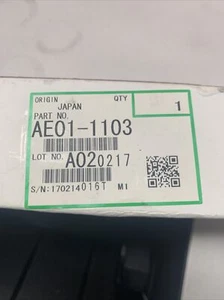 ORIGIN JAPAN QTY 1
PART NO.
AE01-1103
LOT NO. A020217
S/N:170214016T M1